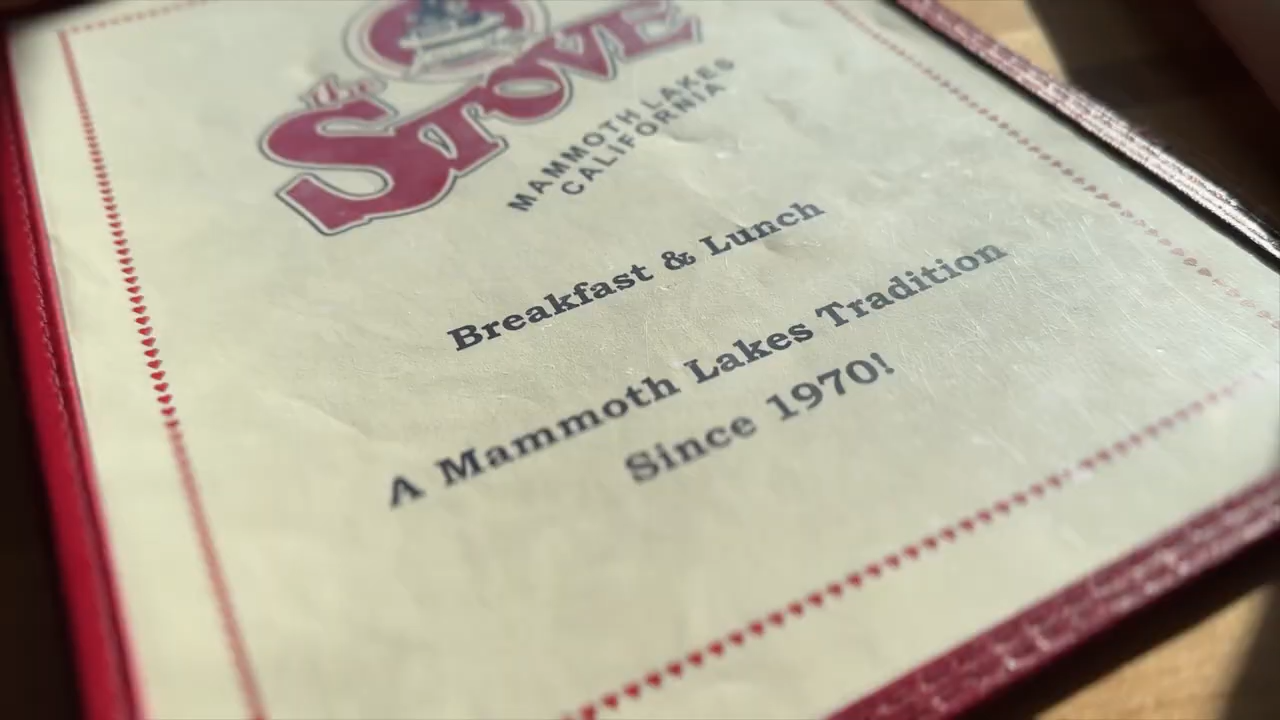 the
STOVE
MAMMOTH LAKES
CALIFORNIA
Breakfast & Lunch
A Mammoth Lakes Tradition
Since 1970!